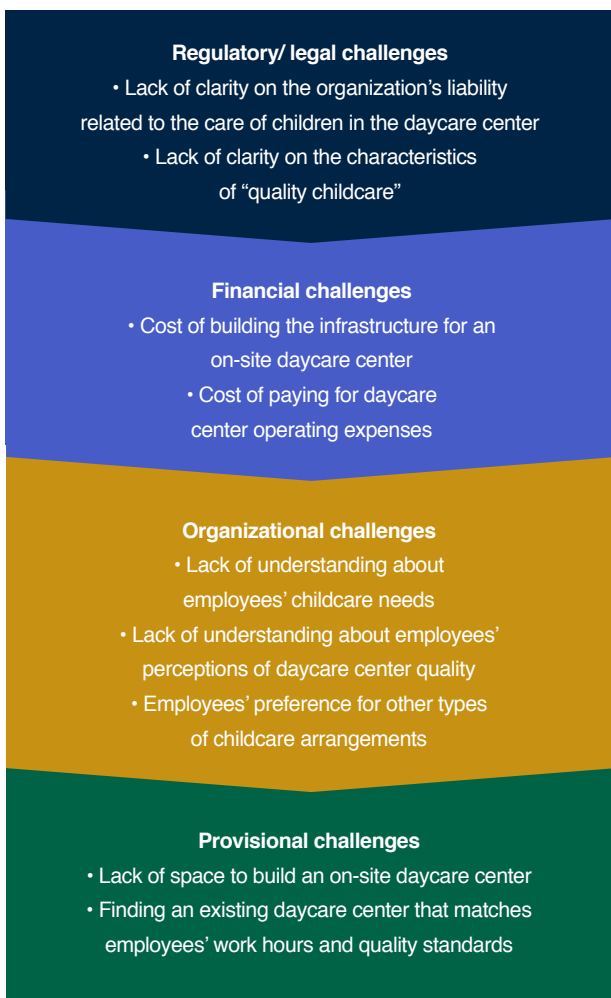 Regulatory/ legal challenges
• Lack of clarity on the organization’s liability
related to the care of children in the daycare center
• Lack of clarity on the characteristics
of “quality childcare”
Financial challenges
• Cost of building the infrastructure for an
on-site daycare center
• Cost of paying for daycare
center operating expenses
Organizational challenges
• Lack of understanding about
employees’ childcare needs
• Lack of understanding about employees’
perceptions of daycare center quality
• Employees’ preference for other types
of childcare arrangements
Provisional challenges
• Lack of space to build an on-site daycare center
• Finding an existing daycare center that matches
employees’ work hours and quality standards